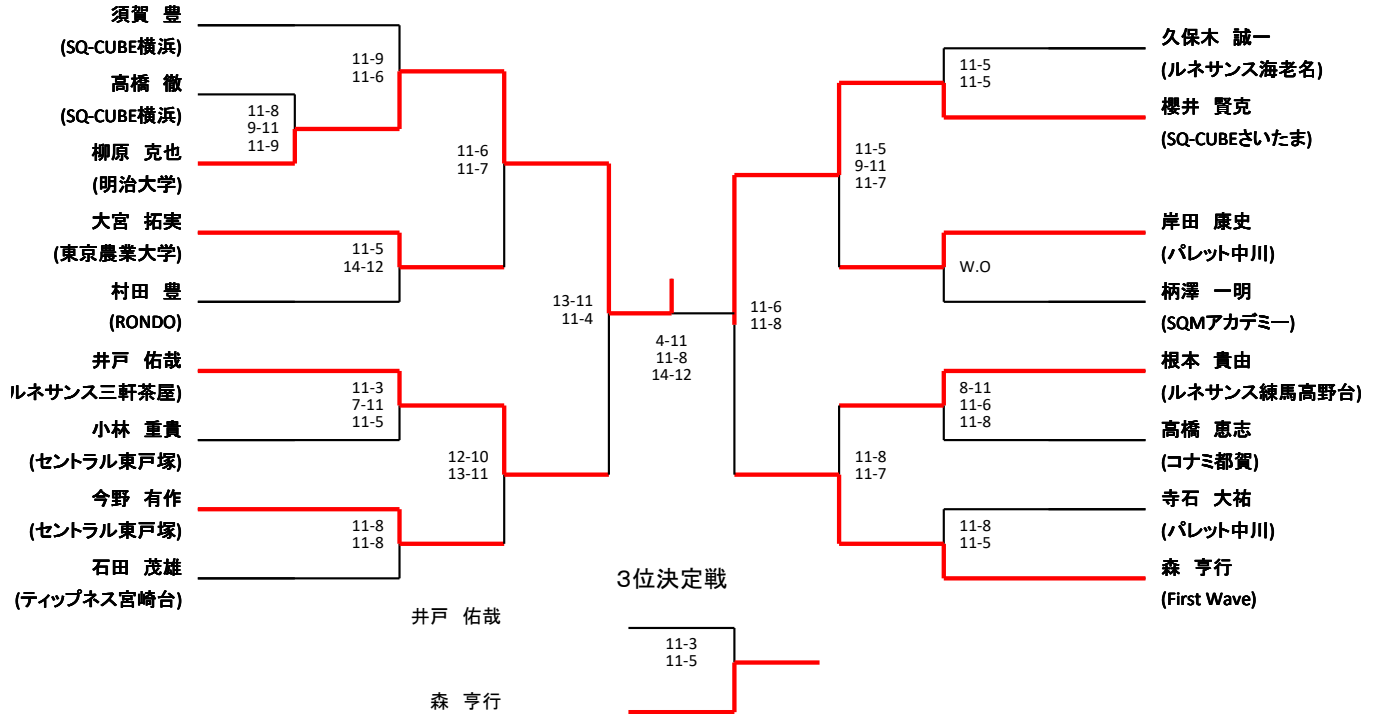 須賀 豊
(SQ-CUBE横浜)
11-9
11-6
高橋 徹
(SQ-CUBE横浜)
11-8
9-11
11-9
柳原 克也
(明治大学)
11-6
11-7
大宮 拓実
(東京農業大学)
11-5
14-12
村田 豊
(RONDO)
13-11
11-4
井戸 佑哉
ルネサンス三軒茶屋)
11-3
7-11
11-5
小林 重貴
(セントラル東戸塚)
12-10
13-11
今野 有作
(セントラル東戸塚)
11-8
11-8
石田 茂雄
(ティップネス宮崎台)
4-11
11-8
14-12
久保木 誠一
(ルネサンス海老名)
11-5
11-5
櫻井 賢克
(SQ-CUBEさいたま)
11-5
9-11
11-7
岸田 康史
(パレット中川)
W.O
柄澤 一明
(SQMアカデミー)
11-6
11-8
根本 貴由
(ルネサンス練馬高野台)
8-11
11-6
11-8
高橋 恵志
(コナミ都賀)
11-8
11-7
寺石 大祐
(パレット中川)
11-8
11-5
森 亨行
(First Wave)
3位決定戦
井戸 佑哉
11-3
11-5
森 亨行